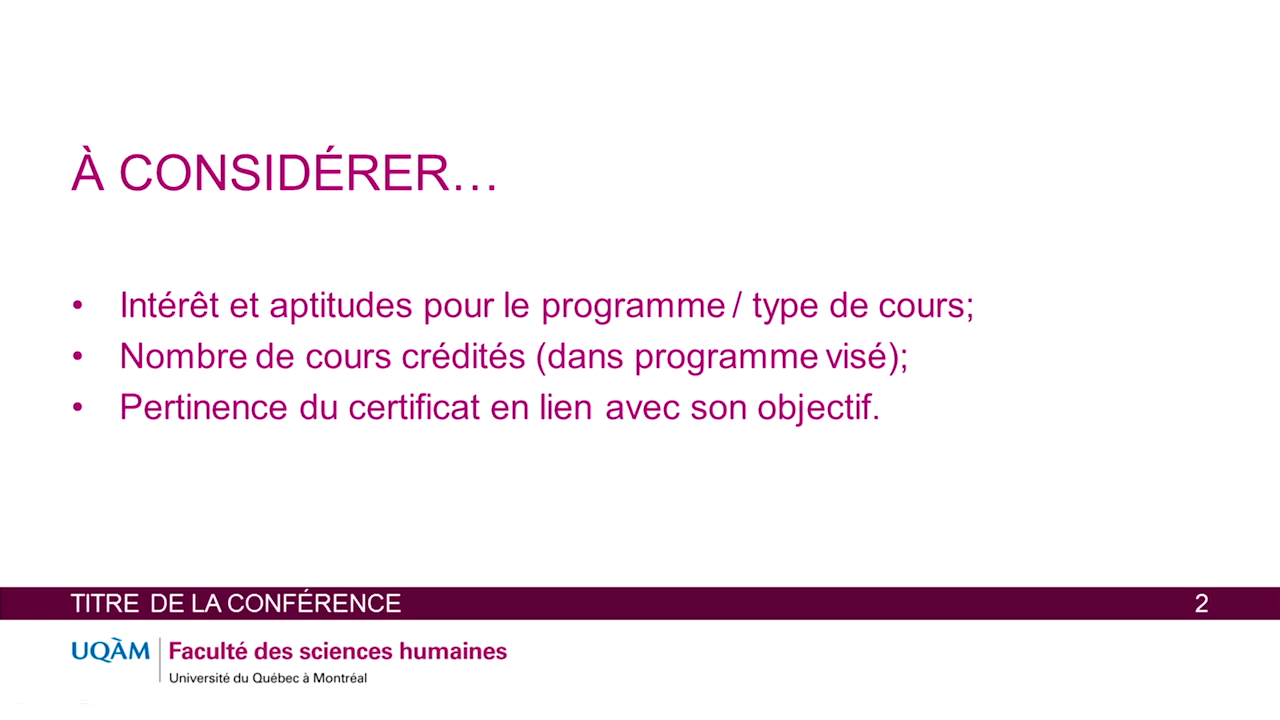 À CONSIDÉRER…
• Intérêt et aptitudes pour le programme / type de cours;
• Nombre de cours crédités (dans programme visé);
• Pertinence du certificat en lien avec son objectif.
TITRE DE LA CONFÉRENCE 2
UQÀM Faculté des sciences humaines
Université du Québec à Montréal